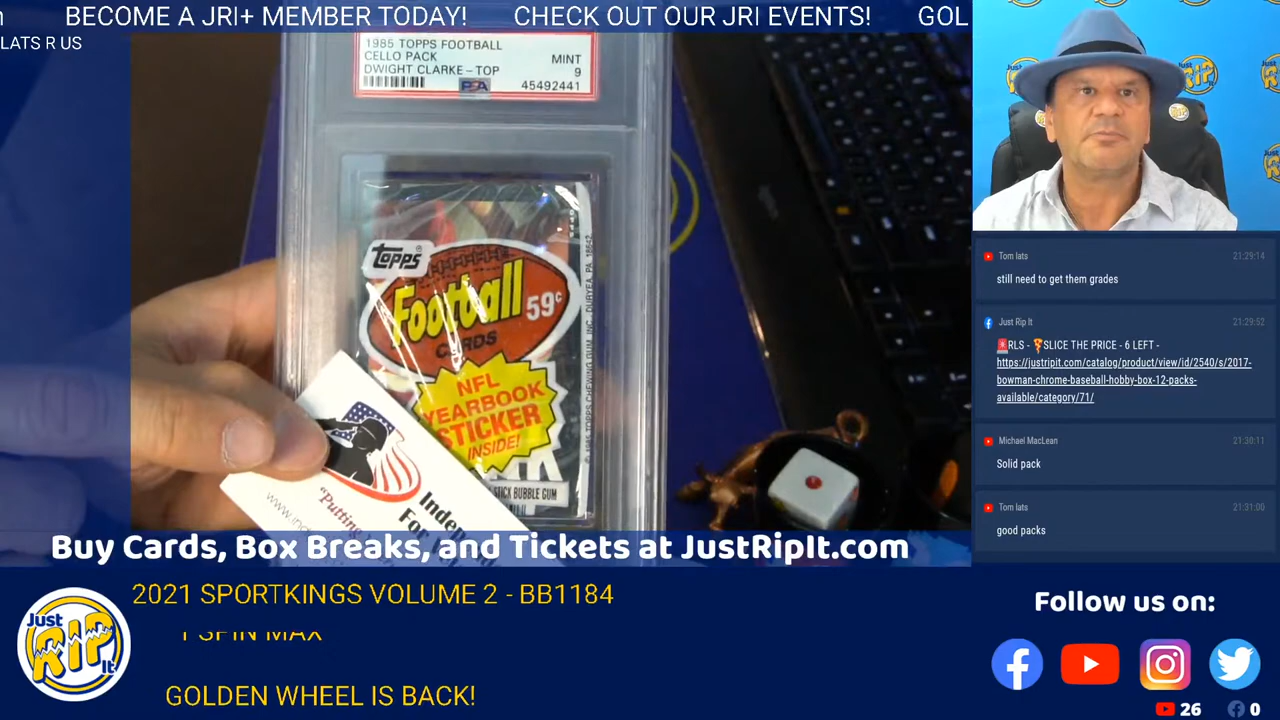 BECOME A JRI+ MEMBER TODAY! CHECK OUT OUR JRI EVENTS! GOL
LATS R US
1985 TOPPS FOOTBALL
CELLO PACK
DWIGHT CLARKE – TOP
MINT
9
PSA
45492441
TOPPS
Football
59¢
CARDS
NFL
YEARBOOK
STICKER
INSIDE!
STICK BUBBLE GUM
"Putting
Tom lats 21:29:14
still need to get them grades
Just Rip It 21:29:52
🚨RLS - 🍕SLICE THE PRICE - 6 LEFT -
https://justripit.com/catalog/product/view/id/2540/s/2017-
bowman-chrome-baseball-hobby-box-12-packs-
available/category/71/
Michael MacLean 21:30:11
Solid pack
Tom lats 21:31:00
good packs
Buy Cards, Box Breaks, and Tickets at JustRipIt.com
Just
RIP
It
2021 SPORTKINGS VOLUME 2 - BB1184
1 SPIN MAX
GOLDEN WHEEL IS BACK!
Follow us on:
26 0